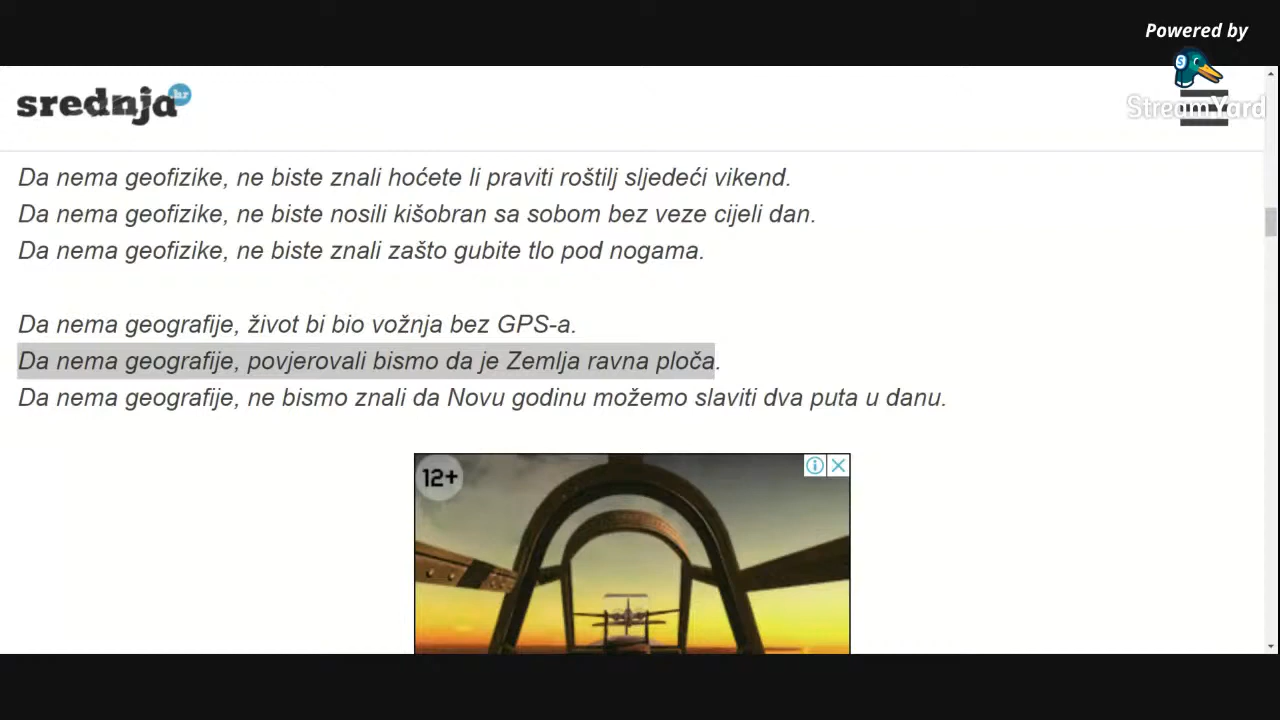 Powered by
StreamYard
srednja.hr
Da nema geofizike, ne biste znali hoćete li praviti roštilj sljedeći vikend.
Da nema geofizike, ne biste nosili kišobran sa sobom bez veze cijeli dan.
Da nema geofizike, ne biste znali zašto gubite tlo pod nogama.
Da nema geografije, život bi bio vožnja bez GPS-a.
Da nema geografije, povjerovali bismo da je Zemlja ravna ploča.
Da nema geografije, ne bismo znali da Novu godinu možemo slaviti dva puta u danu.
12+